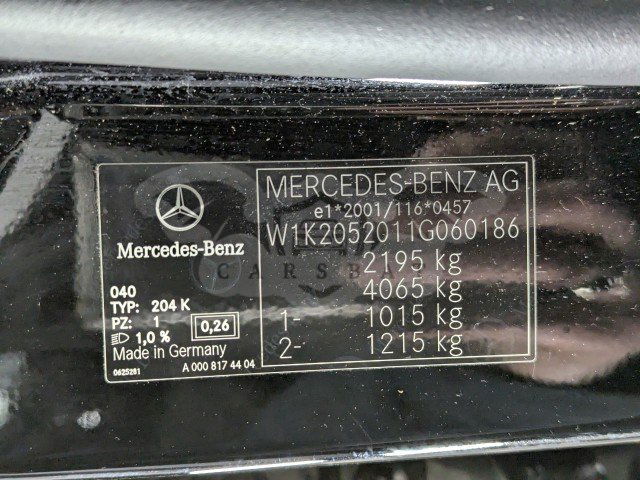 Mercedes-Benz
040
TYP: 204 K
PZ: 1
1,0 % 0,26
Made in Germany
0625281 A 000 817 44 04
MERCEDES-BENZ AG
e1*2001/116*0457
W1K2052011G060186
2195 kg
4065 kg
1- 1015 kg
2- 1215 kg